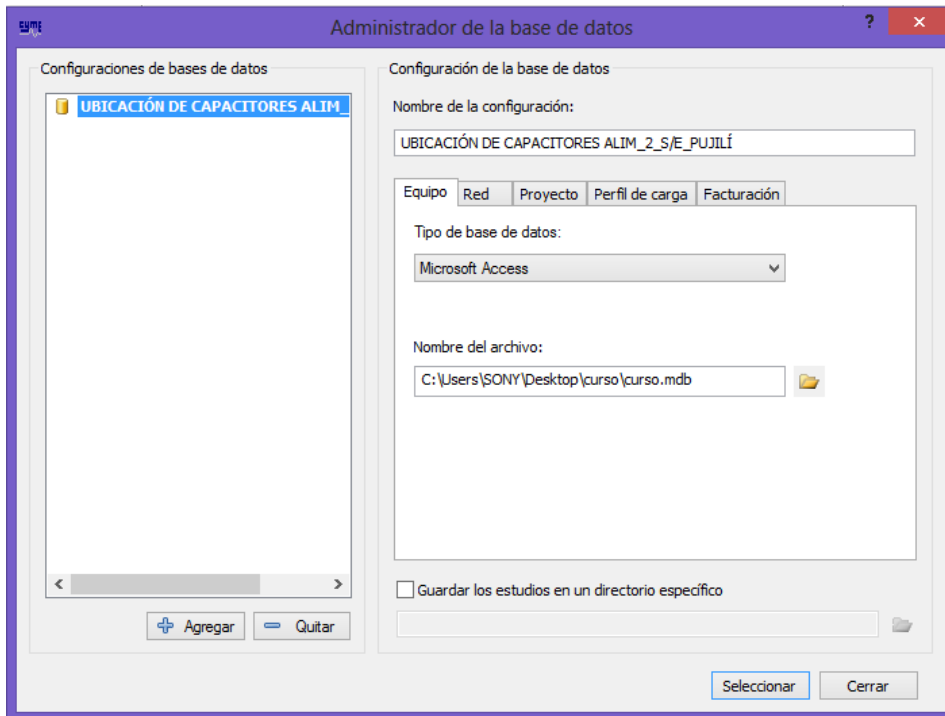 CYME
Administrador de la base de datos
? ×
Configuraciones de bases de datos
UBICACIÓN DE CAPACITORES ALIM_
Agregar
Quitar
Configuración de la base de datos
Nombre de la configuración:
UBICACIÓN DE CAPACITORES ALIM_2_S/E_PUJILÍ
Equipo Red Proyecto Perfil de carga Facturación
Tipo de base de datos:
Microsoft Access
Nombre del archivo:
C:\Users\SONY\Desktop\curso\curso.mdb
Guardar los estudios en un directorio específico
Seleccionar
Cerrar